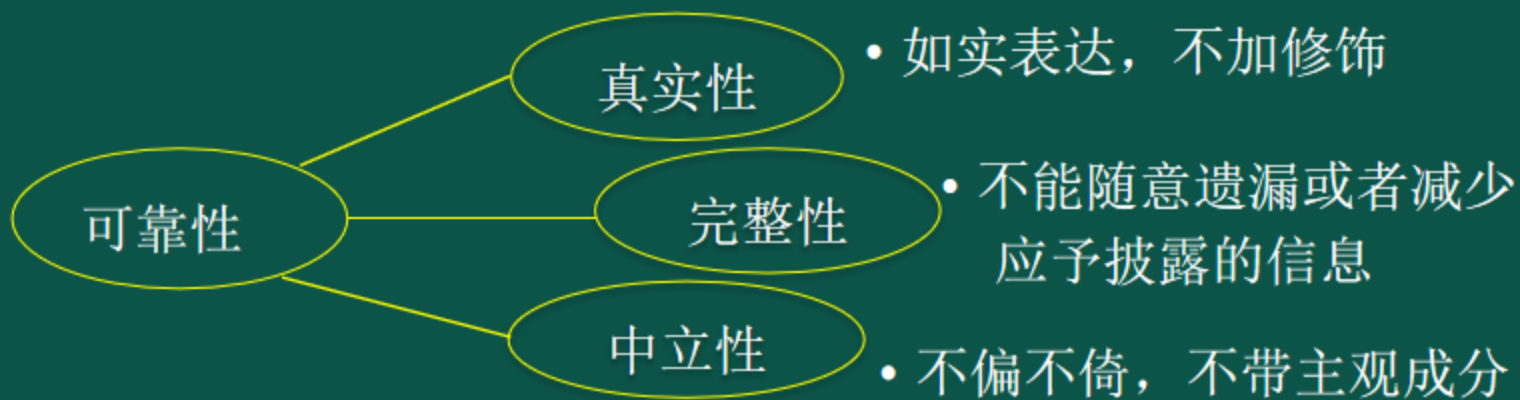 真实性
• 如实表达，不加修饰
可靠性
完整性
• 不能随意遗漏或者减少
应予披露的信息
中立性
• 不偏不倚，不带主观成分